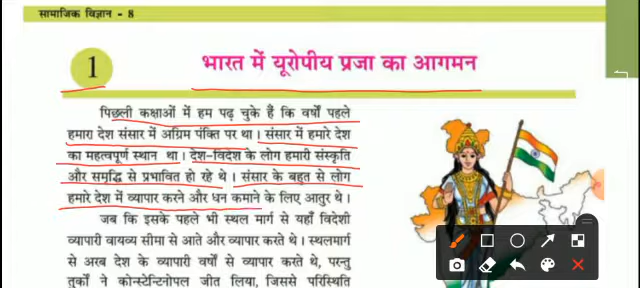 सामाजिक विज्ञान - 8
1
भारत में यूरोपीय प्रजा का आगमन
पिछली कक्षाओं में हम पढ़ चुके हैं कि वर्षों पहले
हमारा देश संसार में अग्रिम पंक्ति पर था । संसार में हमारे देश
का महत्वपूर्ण स्थान था । देश-विदेश के लोग हमारी संस्कृति
और समृद्धि से प्रभावित हो रहे थे । संसार के बहुत से लोग
हमारे देश में व्यापार करने और धन कमाने के लिए आतुर थे ।
जब कि इसके पहले भी स्थल मार्ग से यहाँ विदेशी
व्यापारी वायव्य सीमा से आते और व्यापार करते थे । स्थलमार्ग
से अरब देश के व्यापारी वर्षों से व्यापार करते थे, परन्तु
तुर्कों ने कोन्स्टेन्टिनोपल जीत लिया, जिससे परिस्थिति